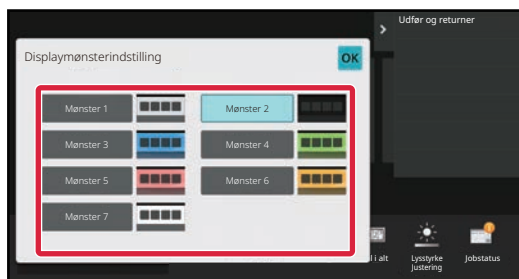 Udfør og returner
Displaymønsterindstilling
OK
Mønster 1
Mønster 2
Mønster 3
Mønster 4
Mønster 5
Mønster 6
Mønster 7
l i alt
Lysstyrke
Justering
Jobstatus